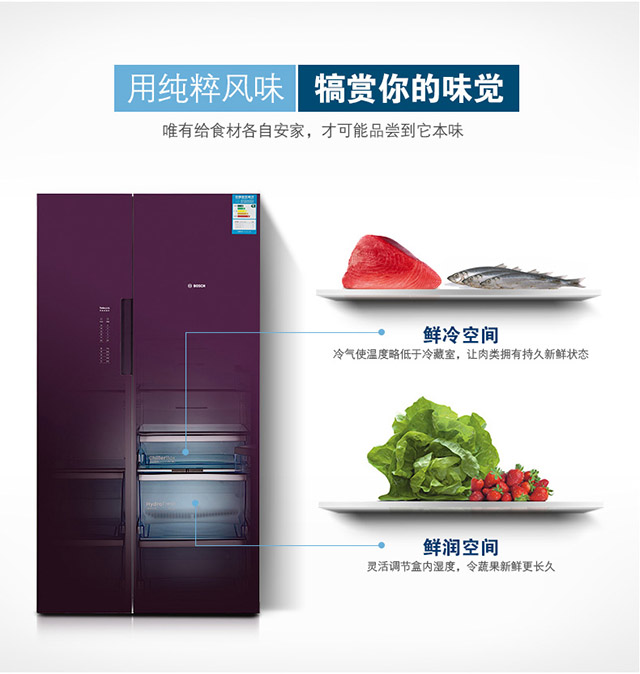 用纯粹风味 犒赏你的味觉
唯有给食材各自安家，才可能品尝到它本味
BOSCH
鲜冷空间
冷气使温度略低于冷藏室，让肉类拥有持久新鲜状态
ChillerBox
鲜润空间
灵活调节盒内湿度，令蔬果新鲜更长久